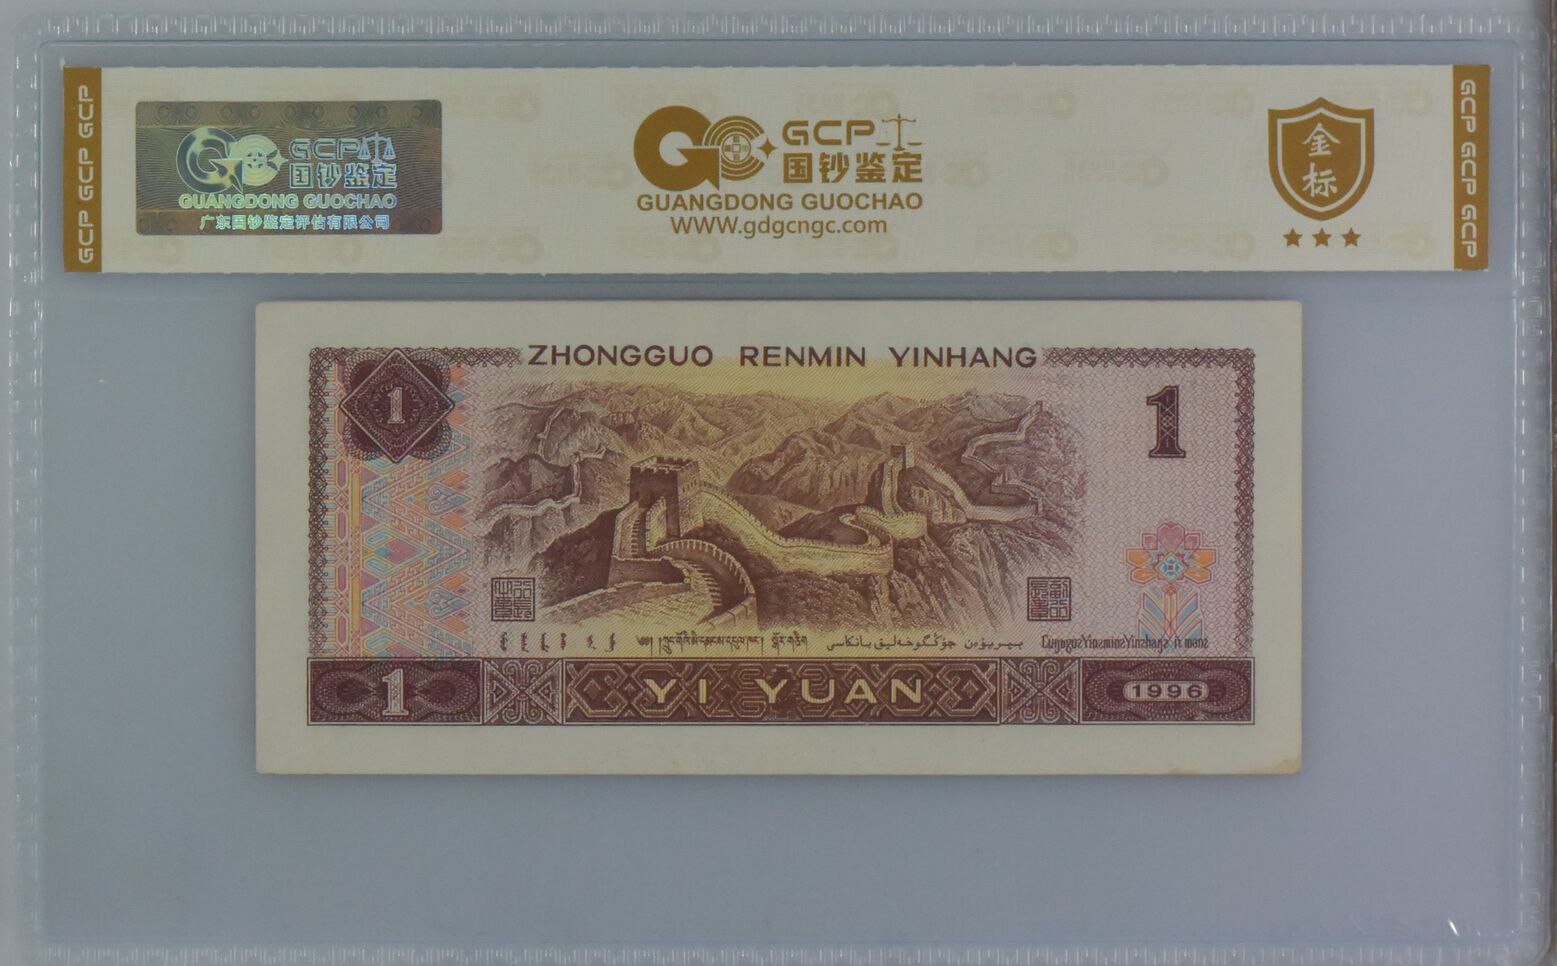 GCP GCP GCP
GCP
国钞鉴定
GUANGDONG GUOCHAO
广东国钞鉴定评估有限公司
GCP
国钞鉴定
GUANGDONG GUOCHAO
WWW.gdgcngc.com
金
标
GCP GCP GCP
ZHONGGUO RENMIN YINHANG
1
1
YI YUAN
1
1996